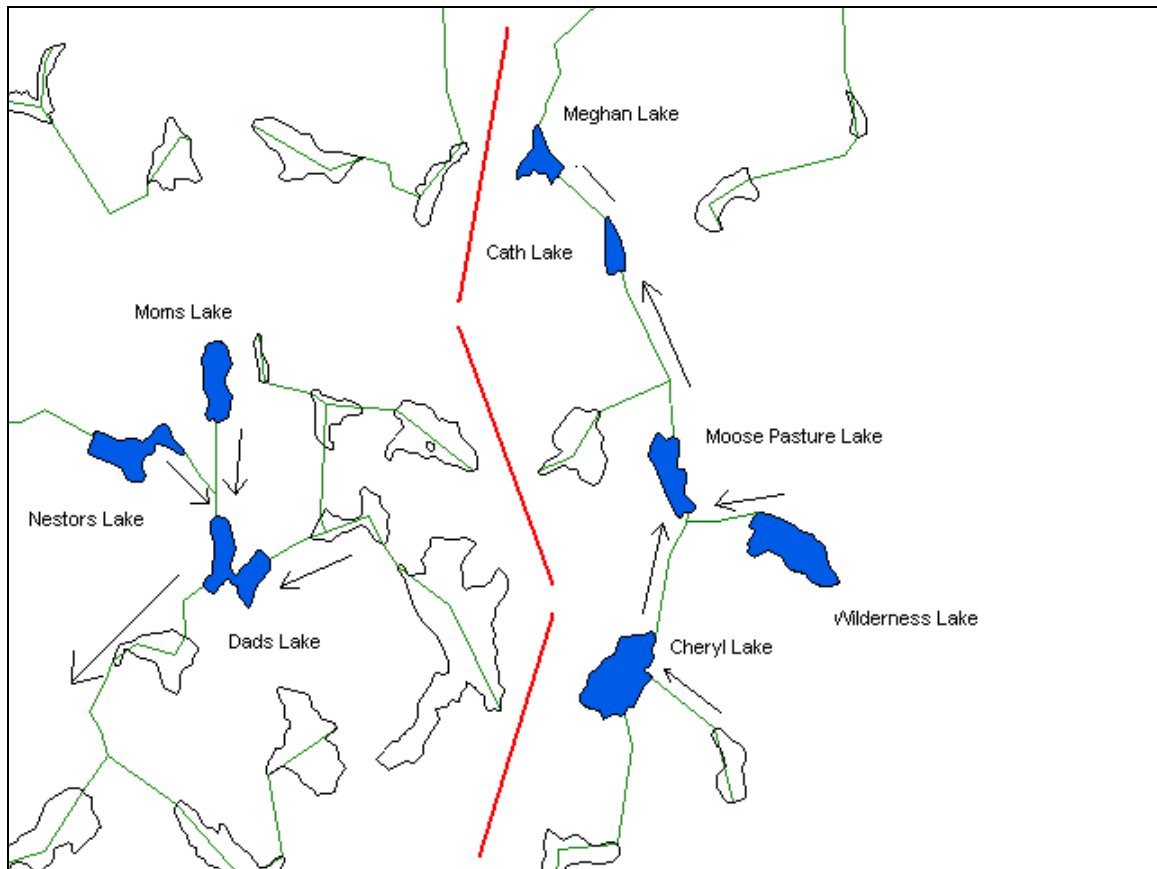 Meghan Lake
Cath Lake
Moms Lake
Moose Pasture Lake
Nestors Lake
Wilderness Lake
Dads Lake
Cheryl Lake